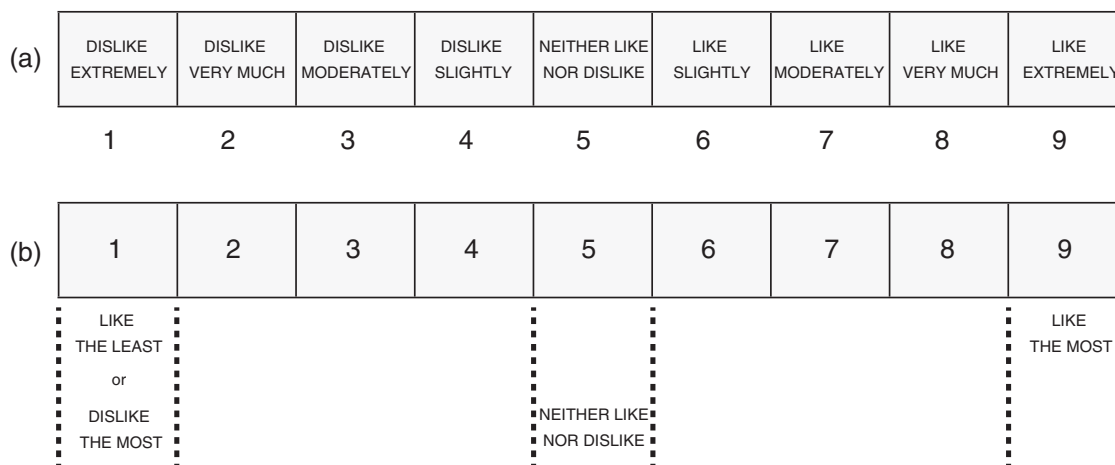 (a)
DISLIKE EXTREMELY
DISLIKE VERY MUCH
DISLIKE MODERATELY
DISLIKE SLIGHTLY
NEITHER LIKE NOR DISLIKE
LIKE SLIGHTLY
LIKE MODERATELY
LIKE VERY MUCH
LIKE EXTREMELY
1 2 3 4 5 6 7 8 9
(b)
1 2 3 4 5 6 7 8 9
LIKE
THE LEAST
or
DISLIKE
THE MOST
NEITHER LIKE
NOR DISLIKE
LIKE
THE MOST